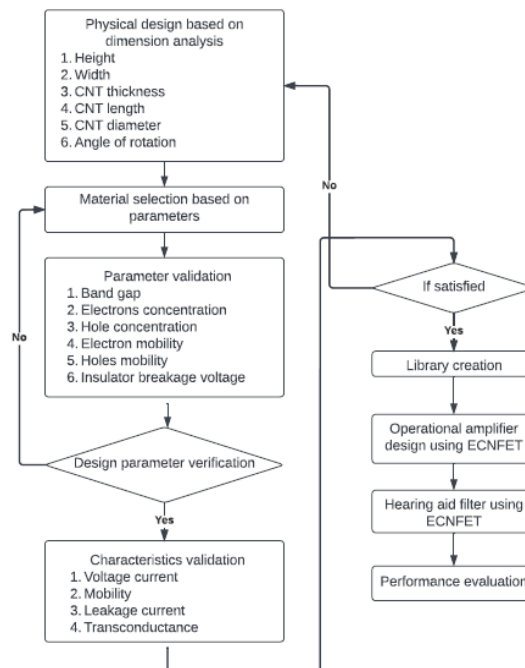 Physical design based on
dimension analysis
1. Height
2. Width
3. CNT thickness
4. CNT length
5. CNT diameter
6. Angle of rotation
Material selection based on
parameters
Parameter validation
1. Band gap
2. Electrons concentration
3. Hole concentration
4. Electron mobility
5. Holes mobility
6. Insulator breakage voltage
No
Design parameter verification
Yes
Characteristics validation
1. Voltage current
2. Mobility
3. Leakage current
4. Transconductance
No
If satisfied
Yes
Library creation
Operational amplifier
design using ECNFET
Hearing aid filter using
ECNFET
Performance evaluation